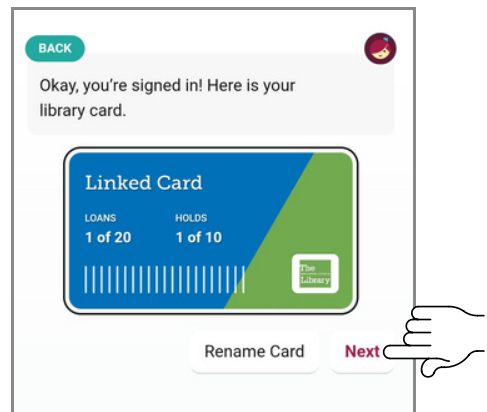 BACK
Okay, you're signed in! Here is your
library card.
Linked Card
LOANS HOLDS
1 of 20 1 of 10
The
Library
Rename Card Next